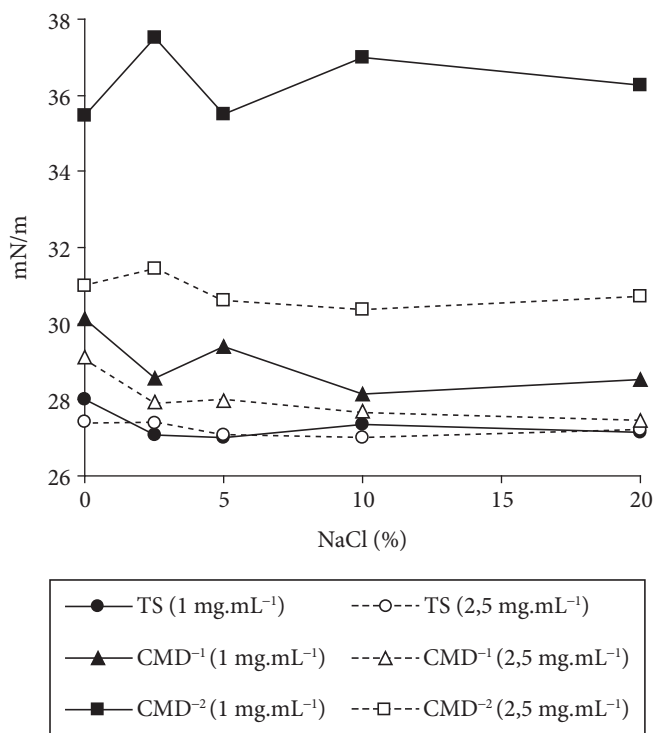 38
36
34
32
30
28
26
mN/m
0 5 10 15 20
NaCl (%)
TS (1 mg.mL⁻¹) TS (2,5 mg.mL⁻¹)
CMD⁻¹ (1 mg.mL⁻¹) CMD⁻¹ (2,5 mg.mL⁻¹)
CMD⁻² (1 mg.mL⁻¹) CMD⁻² (2,5 mg.mL⁻¹)